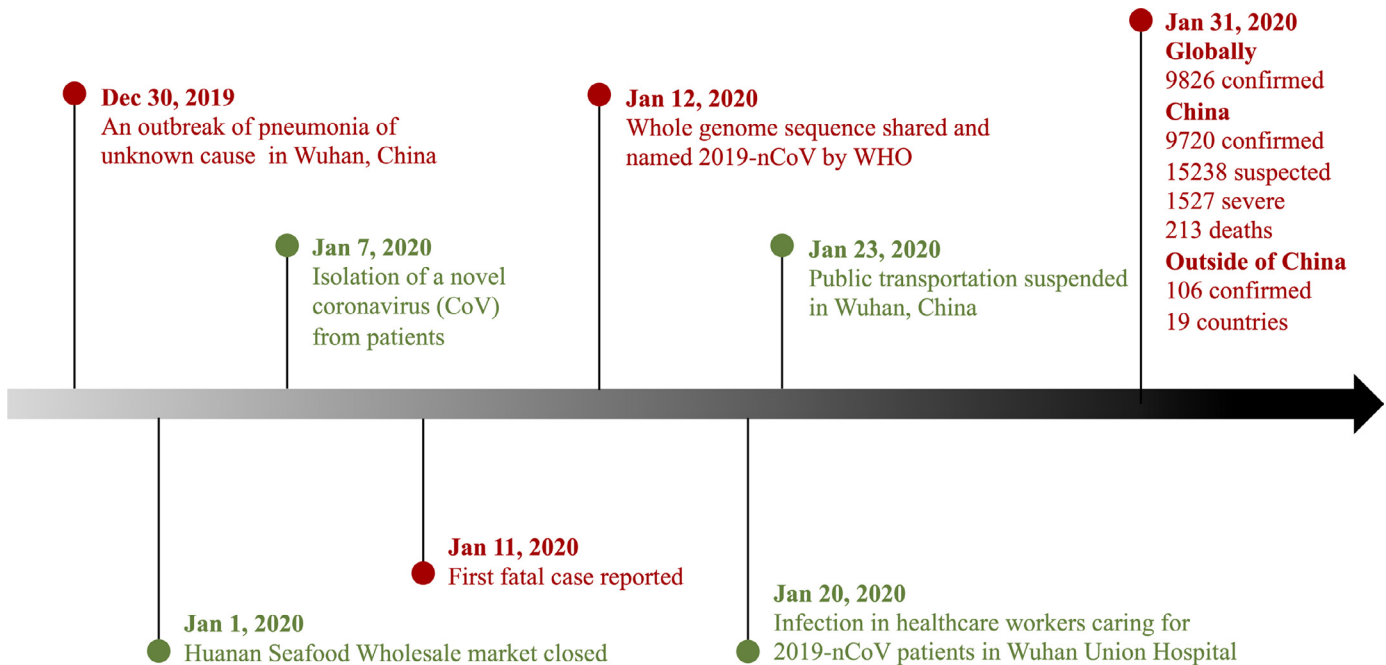 Dec 30, 2019
An outbreak of pneumonia of
unknown cause in Wuhan, China
Jan 1, 2020
Huanan Seafood Wholesale market closed
Jan 7, 2020
Isolation of a novel
coronavirus (CoV)
from patients
Jan 11, 2020
First fatal case reported
Jan 12, 2020
Whole genome sequence shared and
named 2019-nCoV by WHO
Jan 20, 2020
Infection in healthcare workers caring for
2019-nCoV patients in Wuhan Union Hospital
Jan 23, 2020
Public transportation suspended
in Wuhan, China
Jan 31, 2020
Globally
9826 confirmed
China
9720 confirmed
15238 suspected
1527 severe
213 deaths
Outside of China
106 confirmed
19 countries